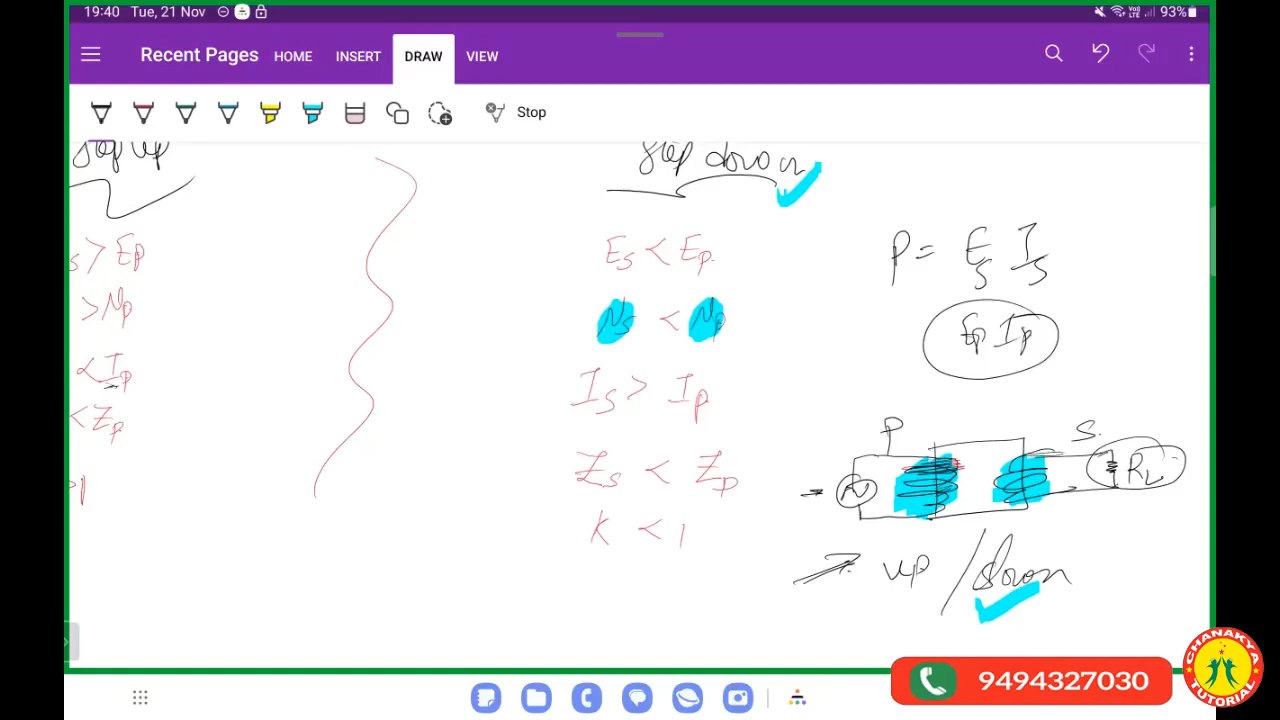 19:40 Tue, 21 Nov
93%
Recent Pages HOME INSERT DRAW VIEW
Stop
Step up
Step down
s > Ep
> Np
< Ip
< Zp
>1
Es < Ep
Ns < Np
Is > Ip
Zs < Zp
K < 1
P = Es Is
Ep Ip
P
S
RL
up / down
9494327030
CHANAKYA TUTORIAL